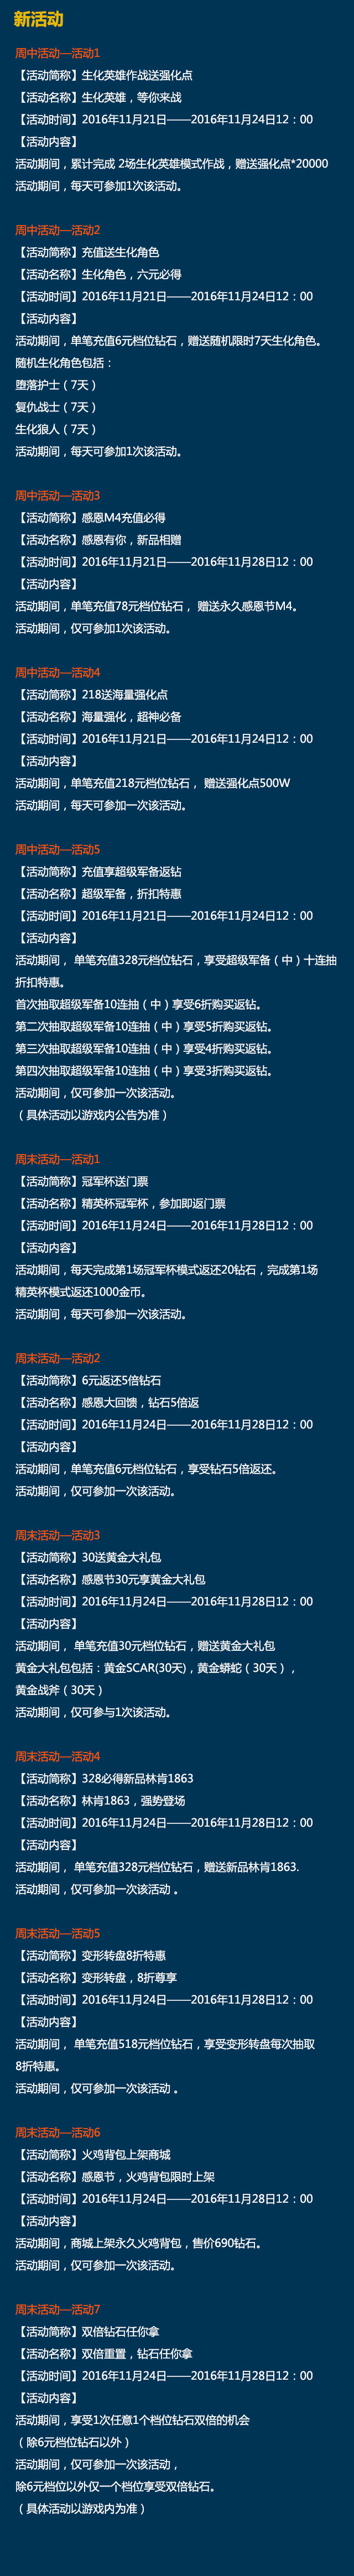 新活动
周中活动—活动1
【活动简称】生化英雄作战送强化点
【活动名称】生化英雄，等你来战
【活动时间】2016年11月21日——2016年11月24日12：00
【活动内容】
活动期间，累计完成 2场生化英雄模式作战，赠送强化点*20000
活动期间，每天可参加1次该活动。
周中活动—活动2
【活动简称】充值送生化角色
【活动名称】生化角色，六元必得
【活动时间】2016年11月21日——2016年11月24日12：00
【活动内容】
活动期间，单笔充值6元档位钻石，赠送随机限时7天生化角色。
随机生化角色包括：
堕落护士（7天）
复仇战士（7天）
生化狼人（7天）
活动期间，每天可参加1次该活动。
周中活动—活动3
【活动简称】感恩M4充值必得
【活动名称】感恩有你，新品相赠
【活动时间】2016年11月21日——2016年11月28日12：00
【活动内容】
活动期间，单笔充值78元档位钻石， 赠送永久感恩节M4。
活动期间，仅可参加1次该活动。
周中活动—活动4
【活动简称】218送海量强化点
【活动名称】海量强化，超神必备
【活动时间】2016年11月21日——2016年11月24日12：00
【活动内容】
活动期间，单笔充值218元档位钻石， 赠送强化点500W
活动期间，每天可参加一次该活动。
周中活动—活动5
【活动简称】充值享超级军备返钻
【活动名称】超级军备，折扣特惠
【活动时间】2016年11月21日——2016年11月24日12：00
【活动内容】
活动期间， 单笔充值328元档位钻石，享受超级军备（中）十连抽
折扣特惠。
首次抽取超级军备10连抽（中）享受6折购买返钻。
第二次抽取超级军备10连抽（中）享受5折购买返钻。
第三次抽取超级军备10连抽（中）享受4折购买返钻。
第四次抽取超级军备10连抽（中）享受3折购买返钻。
活动期间，仅可参加一次该活动。
（具体活动以游戏内公告为准）
周末活动—活动1
【活动简称】冠军杯送门票
【活动名称】精英杯冠军杯，参加即返门票
【活动时间】2016年11月24日——2016年11月28日12：00
【活动内容】
活动期间，每天完成第1场冠军杯模式返还20钻石，完成第1场
精英杯模式返还1000金币。
活动期间，每天可参加一次该活动。
周末活动—活动2
【活动简称】6元返还5倍钻石
【活动名称】感恩大回馈，钻石5倍返
【活动时间】2016年11月24日——2016年11月28日12：00
【活动内容】
活动期间，单笔充值6元档位钻石，享受钻石5倍返还。
活动期间，仅可参加一次该活动。
周末活动—活动3
【活动简称】30送黄金大礼包
【活动名称】感恩节30元享黄金大礼包
【活动时间】2016年11月24日——2016年11月28日12：00
【活动内容】
活动期间， 单笔充值30元档位钻石，赠送黄金大礼包
黄金大礼包包括：黄金SCAR(30天)，黄金蟒蛇（30天），
黄金战斧（30天）
活动期间，仅可参与1次该活动。
周末活动—活动4
【活动简称】328必得新品林肯1863
【活动名称】林肯1863，强势登场
【活动时间】2016年11月24日——2016年11月28日12：00
【活动内容】
活动期间， 单笔充值328元档位钻石，赠送新品林肯1863.
活动期间，仅可参加一次该活动 。
周末活动—活动5
【活动简称】变形转盘8折特惠
【活动名称】变形转盘，8折尊享
【活动时间】2016年11月24日——2016年11月28日12：00
【活动内容】
活动期间， 单笔充值518元档位钻石，享受变形转盘每次抽取
8折特惠。
活动期间，仅可参加一次该活动 。
周末活动—活动6
【活动简称】火鸡背包上架商城
【活动名称】感恩节，火鸡背包限时上架
【活动时间】2016年11月24日——2016年11月28日12：00
【活动内容】
活动期间，商城上架永久火鸡背包，售价690钻石。
活动期间，仅可参加一次该活动。
周末活动—活动7
【活动简称】双倍钻石任你拿
【活动名称】双倍重置，钻石任你拿
【活动时间】2016年11月24日——2016年11月28日12：00
【活动内容】
活动期间，享受1次任意1个档位钻石双倍的机会
（除6元档位钻石以外）
活动期间，仅可参加一次该活动，
除6元档位以外仅一个档位享受双倍钻石。
（具体活动以游戏内为准）